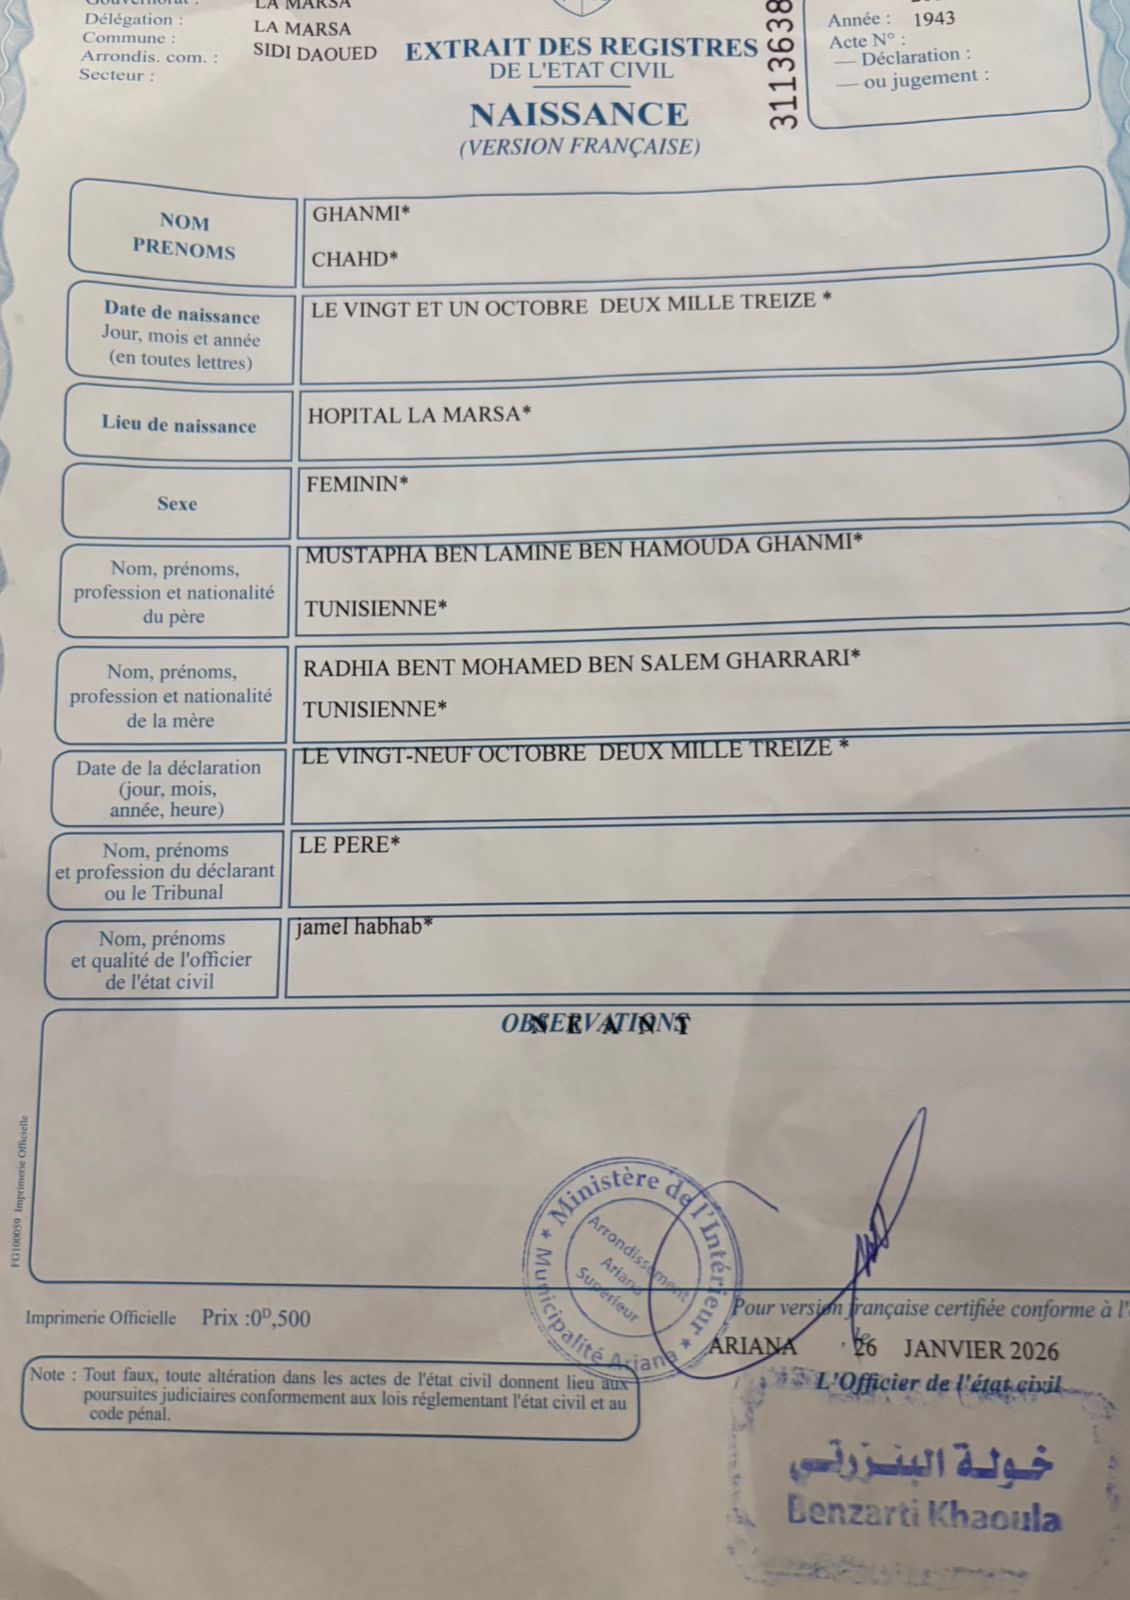 LA MARSA
Délégation : LA MARSA
Commune : SIDI DAOUED
Arrondis. com. :
Secteur :
EXTRAIT DES REGISTRES
DE L'ETAT CIVIL
NAISSANCE
(VERSION FRANÇAISE)
3113638
Année : 1943
Acte N° :
— Déclaration :
— ou jugement :
NOM
PRENOMS
GHANMI*
CHAHD*
Date de naissance
Jour, mois et année
(en toutes lettres)
LE VINGT ET UN OCTOBRE DEUX MILLE TREIZE *
Lieu de naissance
HOPITAL LA MARSA*
Sexe
FEMININ*
Nom, prénoms,
profession et nationalité
du père
MUSTAPHA BEN LAMINE BEN HAMOUDA GHANMI*
TUNISIENNE*
Nom, prénoms,
profession et nationalité
de la mère
RADHIA BENT MOHAMED BEN SALEM GHARRARI*
TUNISIENNE*
Date de la déclaration
(jour, mois,
année, heure)
LE VINGT-NEUF OCTOBRE DEUX MILLE TREIZE *
Nom, prénoms
et profession du déclarant
ou le Tribunal
LE PERE*
Nom, prénoms
et qualité de l'officier
de l'état civil
jamel habhab*
OBSERVATIONS
N E A N T
FG100059 Imprimerie Officielle
Ministère de l'Intérieur
Municipalité Ariana
Arrondissement
Ariana
Superieur
Imprimerie Officielle Prix :0D,500
Pour version française certifiée conforme à l'
ARIANA , le 26 JANVIER 2026
L'Officier de l'état civil
Note : Tout faux, toute altération dans les actes de l'état civil donnent lieu aux
poursuites judiciaires conformement aux lois réglementant l'état civil et au
code pénal.
خولة البنزرتي
Benzarti Khaoula